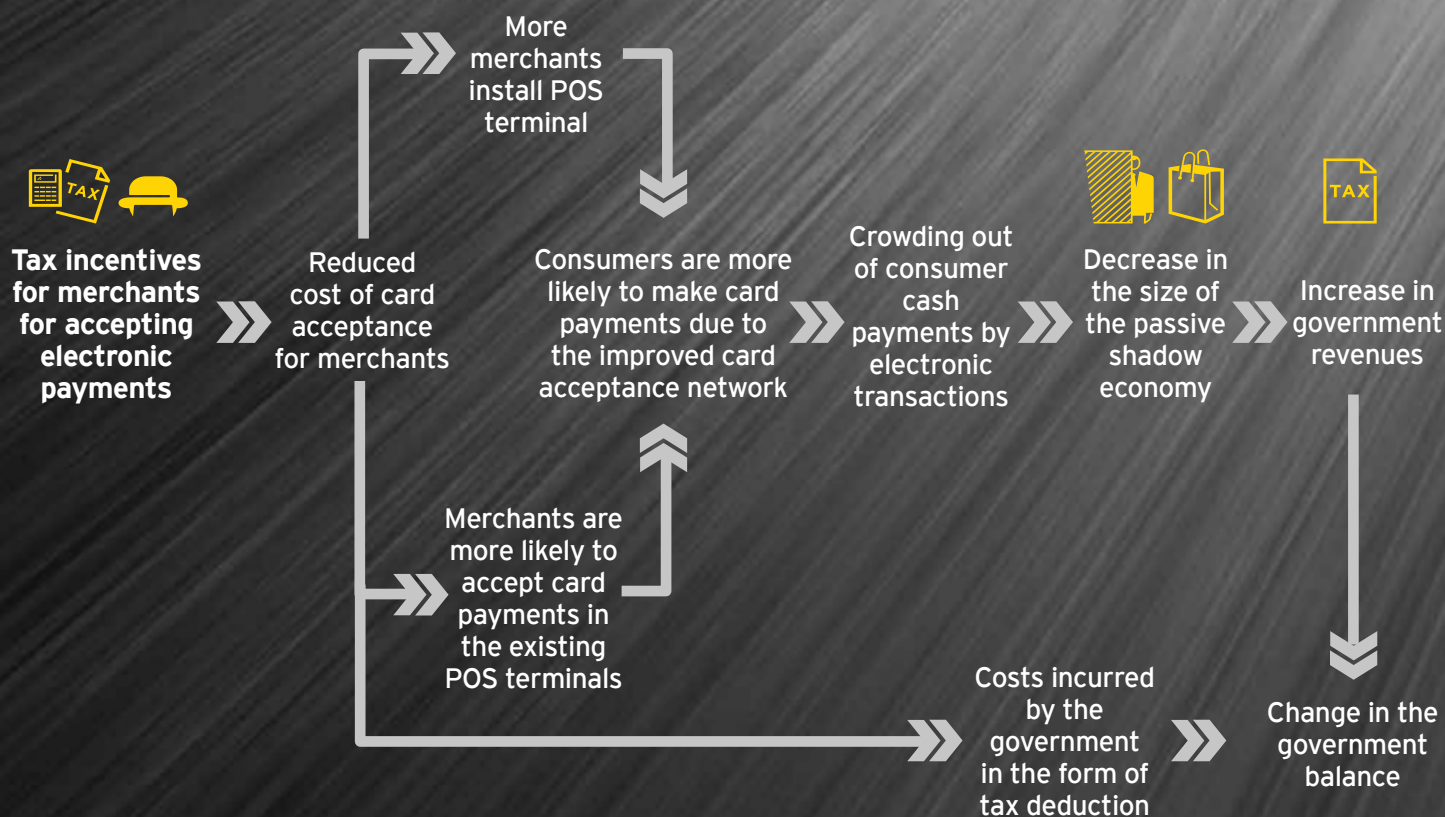 More
merchants
install POS
terminal
TAX
TAX
Tax incentives
for merchants
for accepting
electronic
payments
Reduced
cost of card
acceptance
for merchants
Consumers are more
likely to make card
payments due to
the improved card
acceptance network
Crowding out
of consumer
cash
payments by
electronic
transactions
Decrease in
the size of
the passive
shadow
economy
Increase in
government
revenues
Merchants are
more likely to
accept card
payments in
the existing
POS terminals
Costs incurred
by the
government
in the form of
tax deduction
Change in the
government
balance